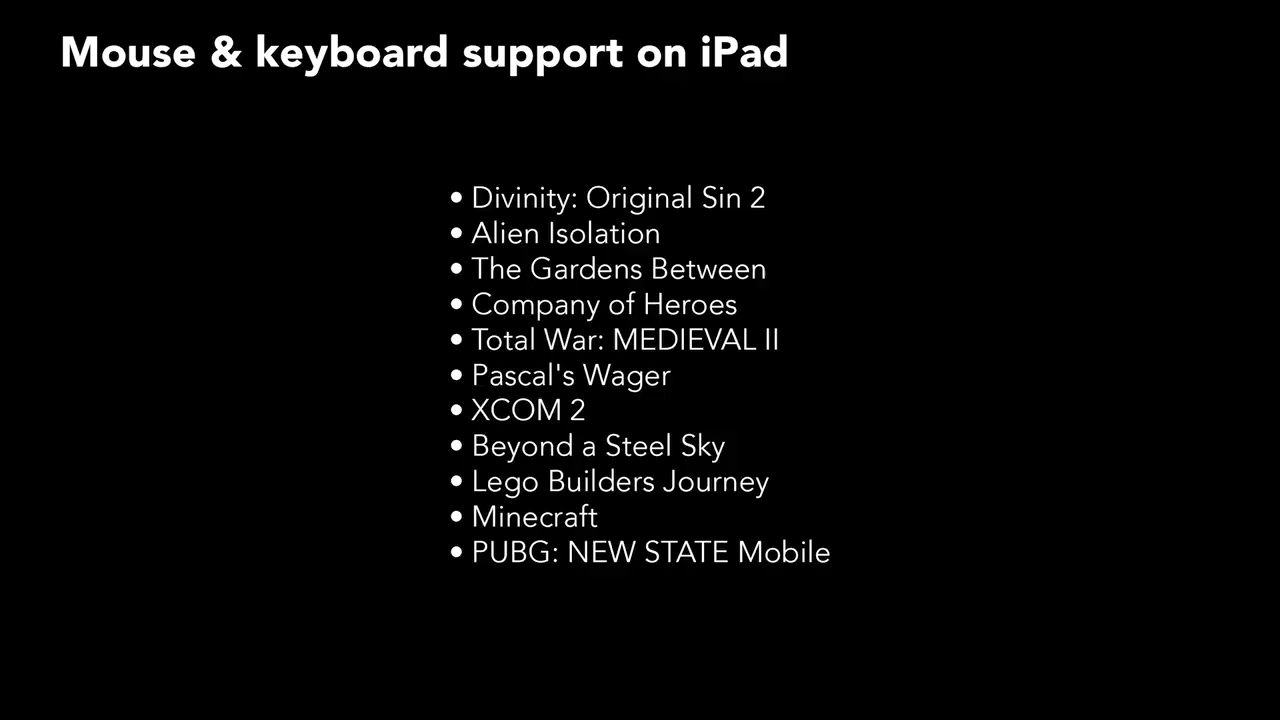 Mouse & keyboard support on iPad
• Divinity: Original Sin 2
• Alien Isolation
• The Gardens Between
• Company of Heroes
• Total War: MEDIEVAL II
• Pascal's Wager
• XCOM 2
• Beyond a Steel Sky
• Lego Builders Journey
• Minecraft
• PUBG: NEW STATE Mobile